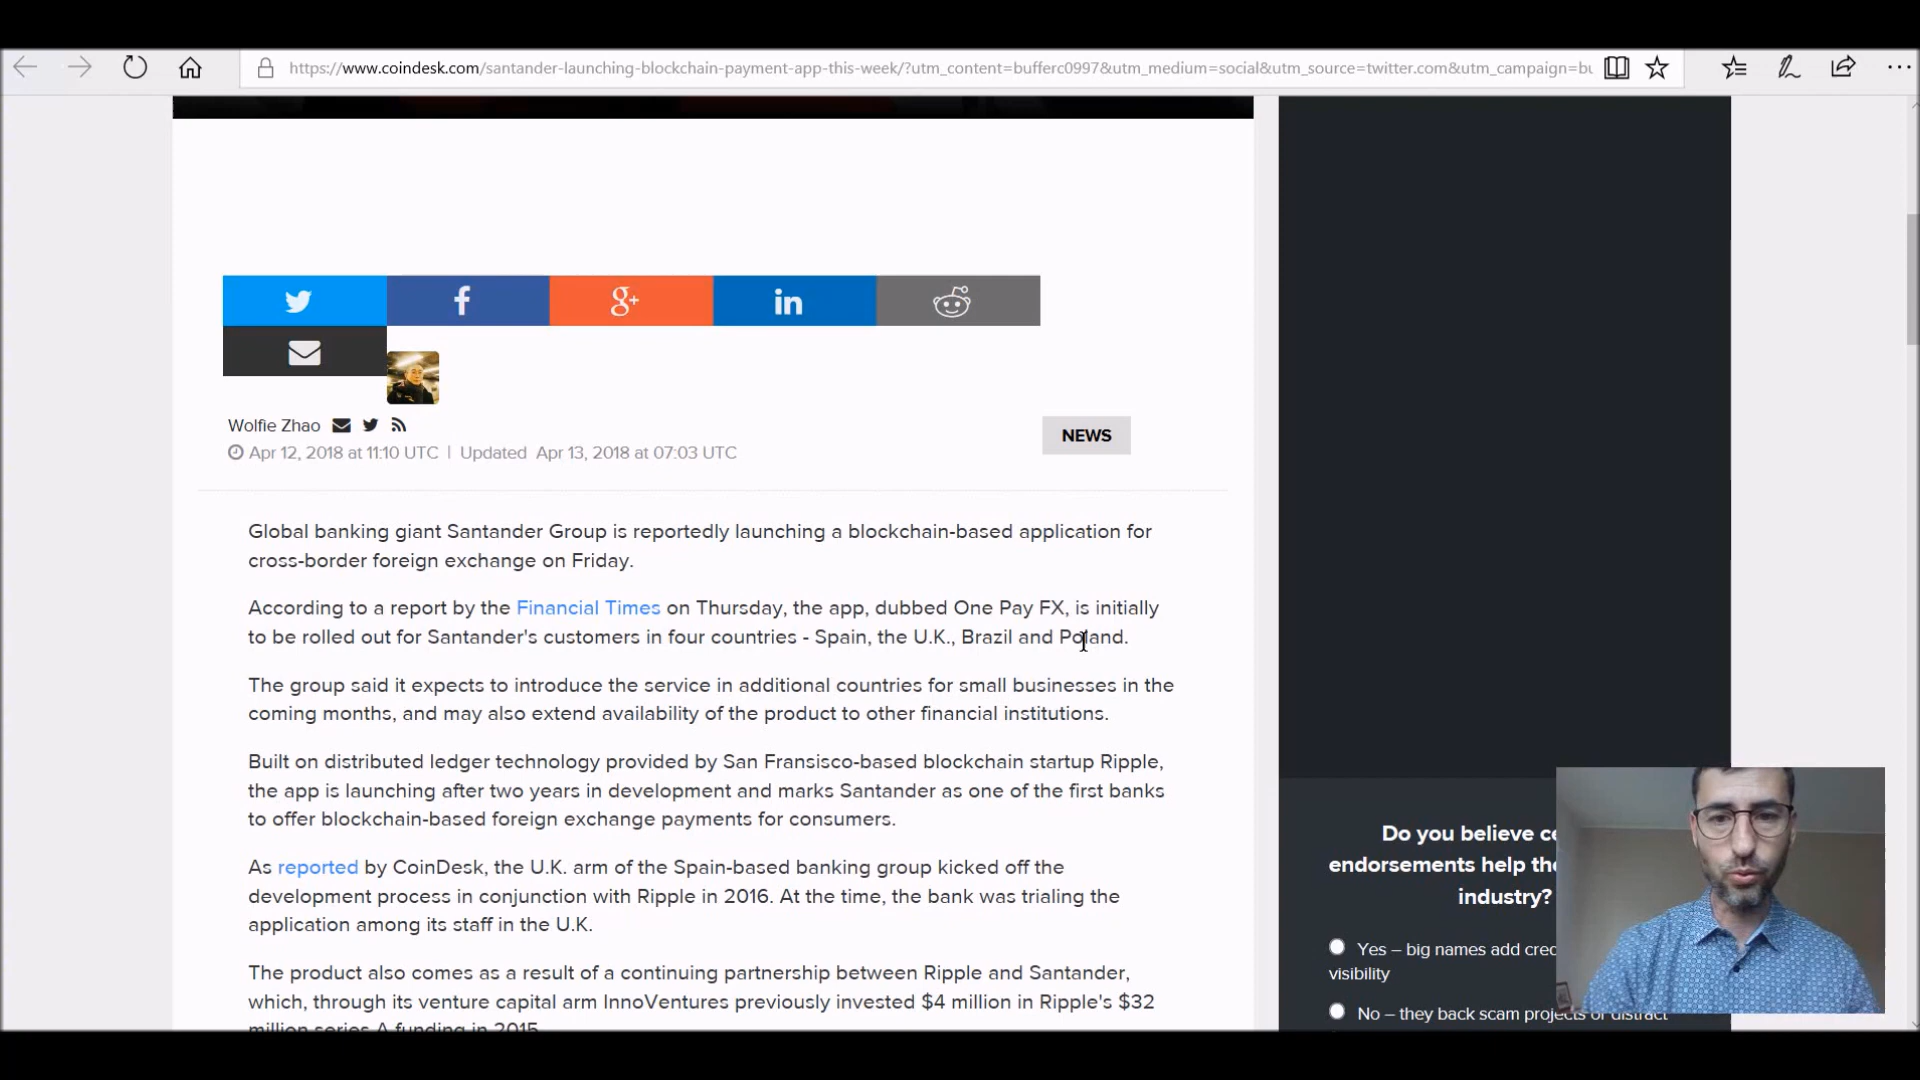 https://www.coindesk.com/santander-launching-blockchain-payment-app-this-week/?utm_content=bufferc0997&utm_medium=social&utm_source=twitter.com&utm_campaign=bu
f
g+
in
Wolfie Zhao
Apr 12, 2018 at 11:10 UTC | Updated Apr 13, 2018 at 07:03 UTC
NEWS
Global banking giant Santander Group is reportedly launching a blockchain-based application for
cross-border foreign exchange on Friday.
According to a report by the Financial Times on Thursday, the app, dubbed One Pay FX, is initially
to be rolled out for Santander's customers in four countries - Spain, the U.K., Brazil and Poland.
The group said it expects to introduce the service in additional countries for small businesses in the
coming months, and may also extend availability of the product to other financial institutions.
Built on distributed ledger technology provided by San Fransisco-based blockchain startup Ripple,
the app is launching after two years in development and marks Santander as one of the first banks
to offer blockchain-based foreign exchange payments for consumers.
As reported by CoinDesk, the U.K. arm of the Spain-based banking group kicked off the
development process in conjunction with Ripple in 2016. At the time, the bank was trialing the
application among its staff in the U.K.
The product also comes as a result of a continuing partnership between Ripple and Santander,
which, through its venture capital arm InnoVentures previously invested $4 million in Ripple's $32
million series A funding in 2015.
Do you believe ce
endorsements help the
industry?
Yes – big names add cred
visibility
No – they back scam projects or distract